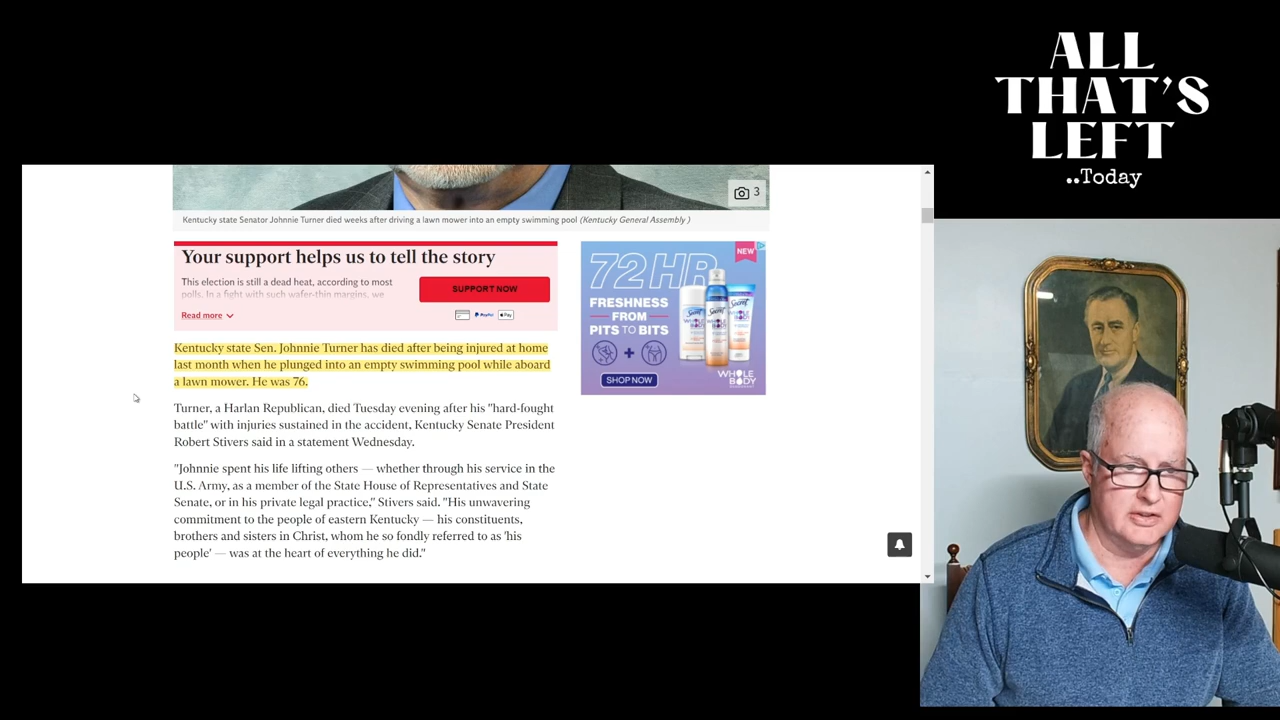 ALL
THAT'S
LEFT
..Today
3
Kentucky state Senator Johnnie Turner died weeks after driving a lawn mower into an empty swimming pool (Kentucky General Assembly )
Your support helps us to tell the story
This election is still a dead heat, according to most
polls. In a fight with such wafer-thin margins, we
SUPPORT NOW
Read more
PayPal
Pay
NEW
72HR
FRESHNESS
FROM
PITS TO BITS
SHOP NOW
Secret
WHOLE
BODY
Kentucky state Sen. Johnnie Turner has died after being injured at home
last month when he plunged into an empty swimming pool while aboard
a lawn mower. He was 76.
Turner, a Harlan Republican, died Tuesday evening after his "hard-fought
battle" with injuries sustained in the accident, Kentucky Senate President
Robert Stivers said in a statement Wednesday.
"Johnnie spent his life lifting others — whether through his service in the
U.S. Army, as a member of the State House of Representatives and State
Senate, or in his private legal practice," Stivers said. "His unwavering
commitment to the people of eastern Kentucky — his constituents,
brothers and sisters in Christ, whom he so fondly referred to as 'his
people' — was at the heart of everything he did."